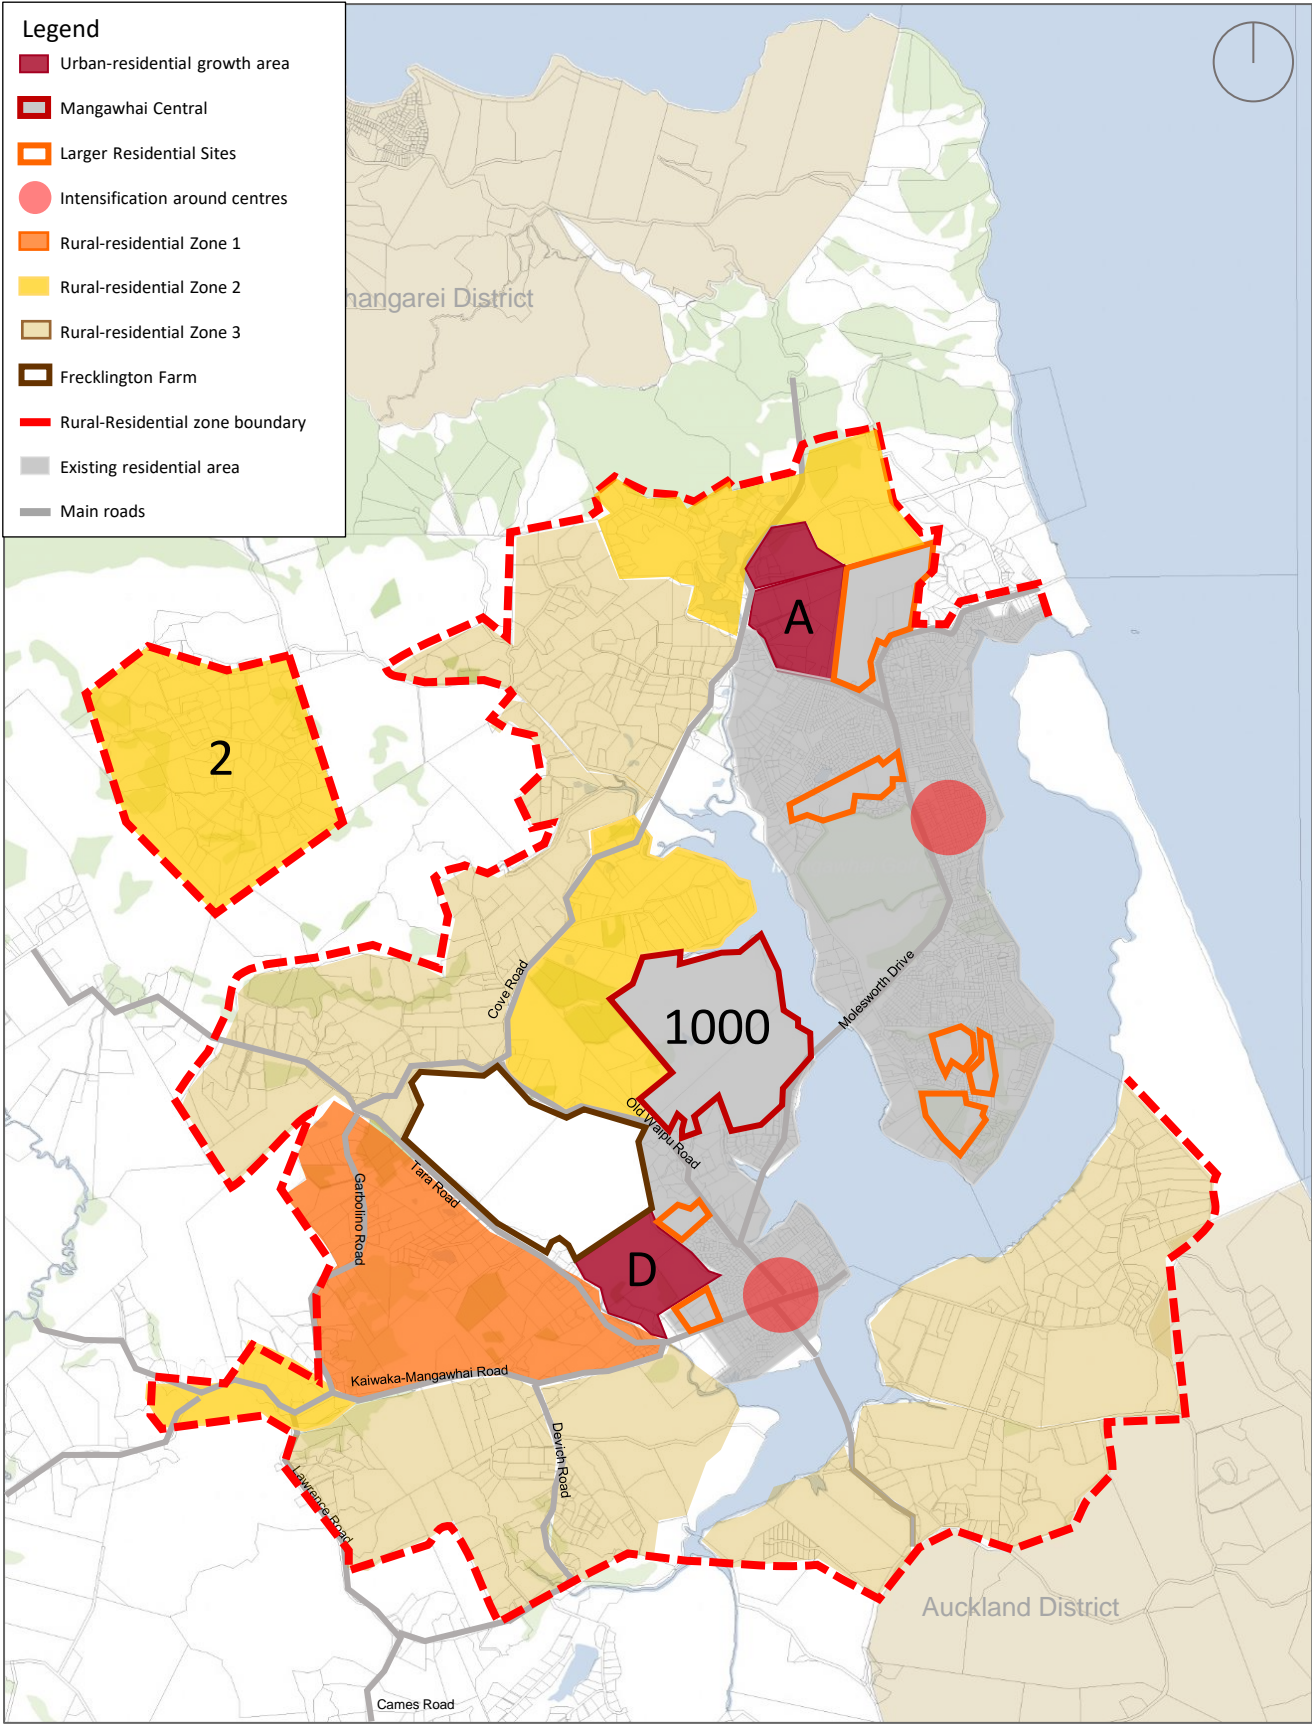 Legend
Urban-residential growth area
Mangawhai Central
Larger Residential Sites
Intensification around centres
Rural-residential Zone 1
Rural-residential Zone 2
Rural-residential Zone 3
Frecklington Farm
Rural-Residential zone boundary
Existing residential area
Main roads
hangarei District
A
2
Cove Road
Molesworth Drive
1000
Old Waipu Road
Tara Road
Garbolino Road
D
Kaiwaka-Mangawhai Road
Devich Road
Lawrence Road
Auckland District
Cames Road